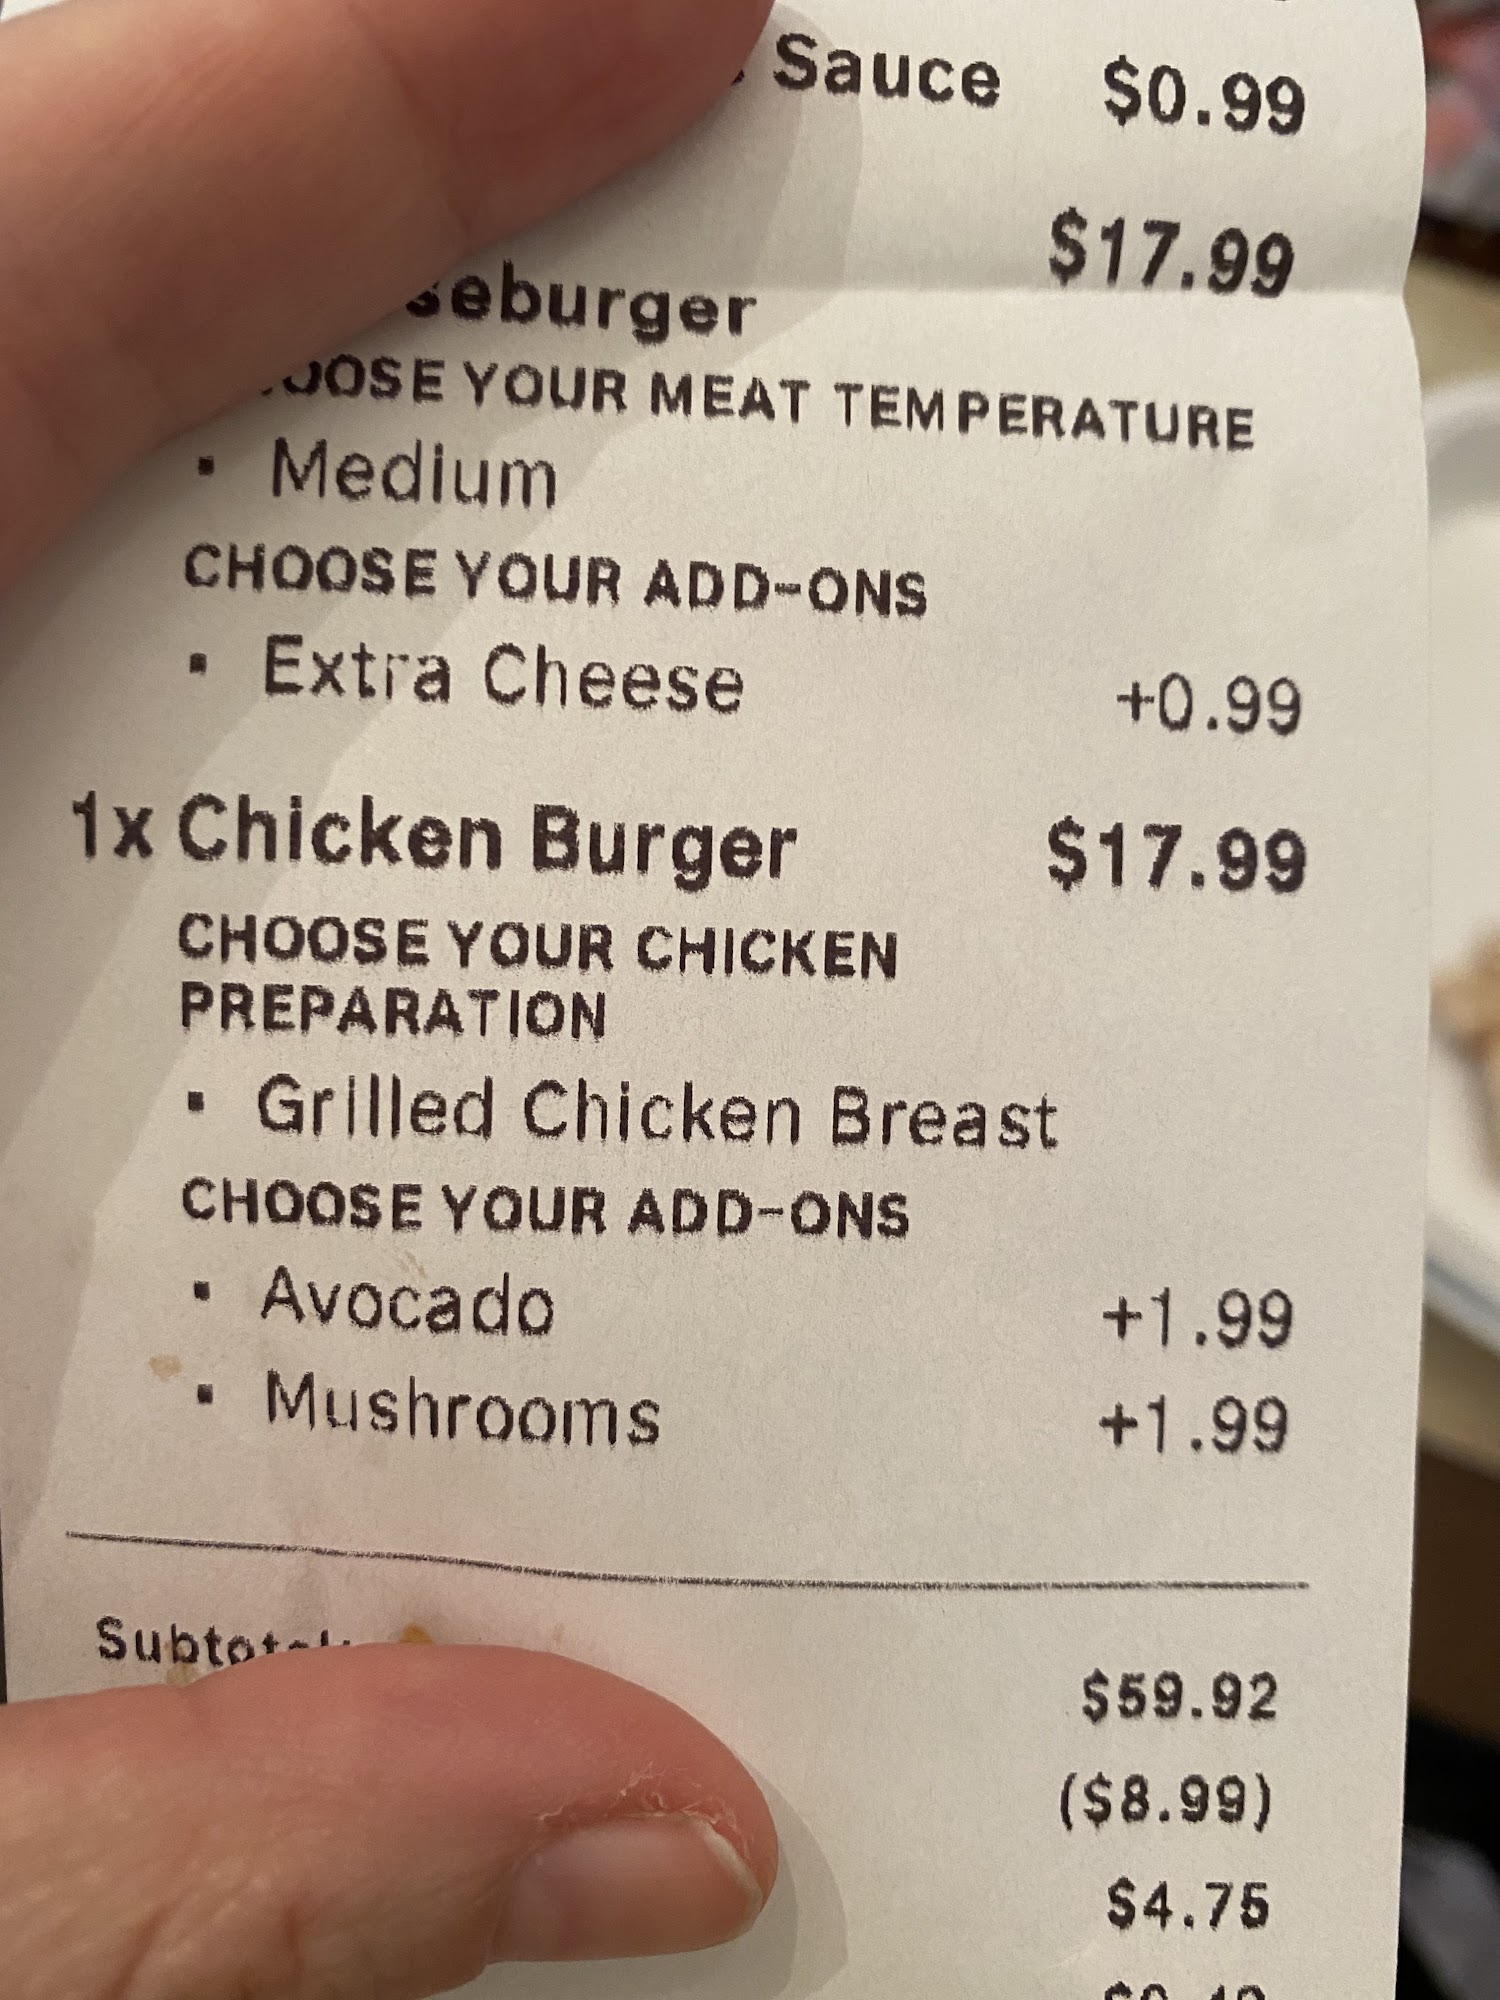 Sauce $0.99
$17.99
seburger
OOSE YOUR MEAT TEMPERATURE
▪ Medium
CHOOSE YOUR ADD-ONS
▪ Extra Cheese +0.99
1x Chicken Burger $17.99
CHOOSE YOUR CHICKEN
PREPARATION
▪ Grilled Chicken Breast
CHOOSE YOUR ADD-ONS
▪ Avocado +1.99
▪ Mushrooms +1.99
Subtotal: $59.92
($8.99)
$4.75